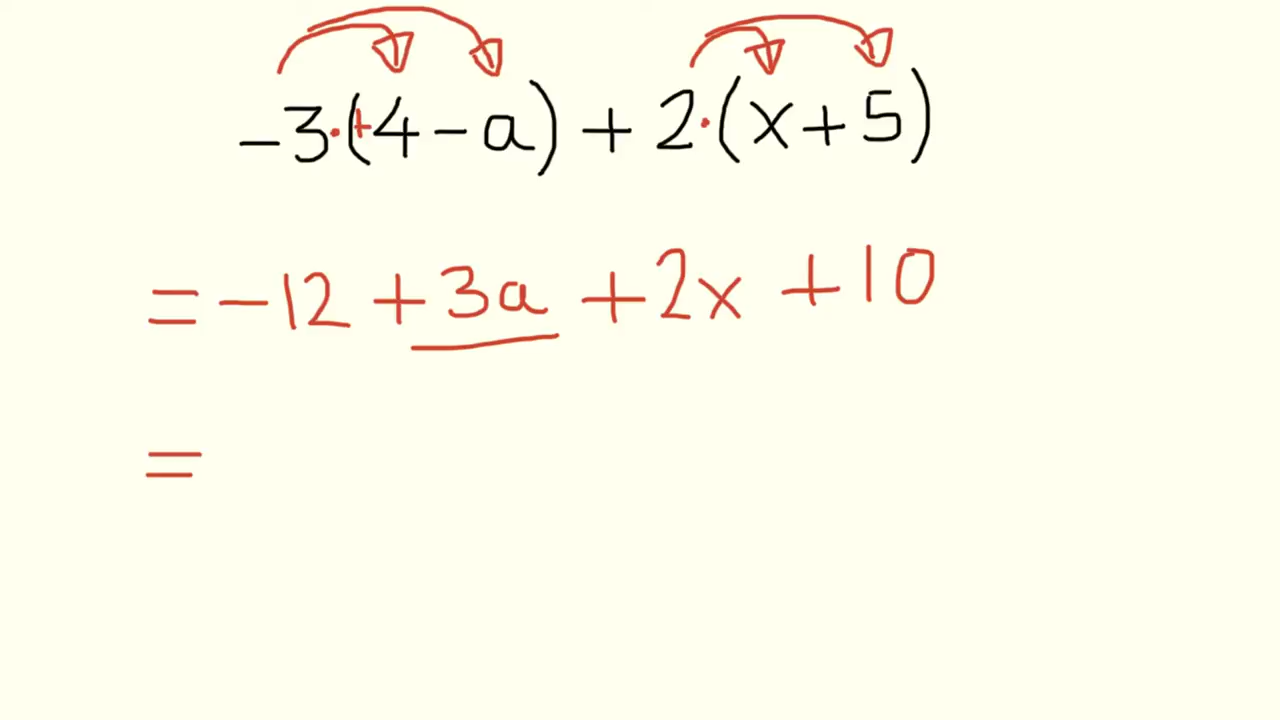 -3·(+4-a)+2·(x+5)
=-12+3a+2x+10
=